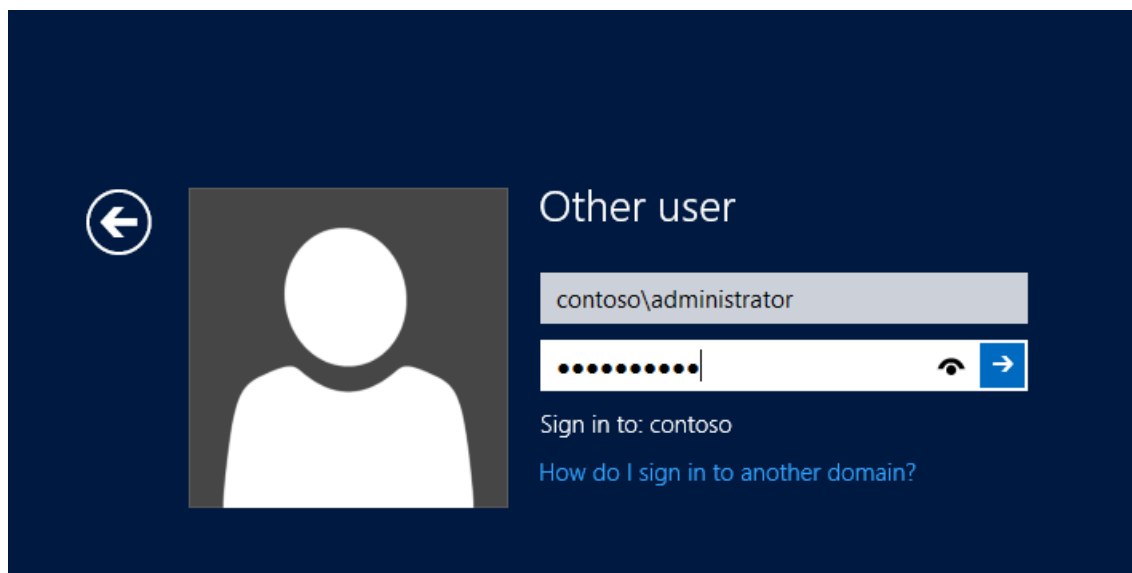 Other user
contoso\administrator
••••••••••
Sign in to: contoso
How do I sign in to another domain?